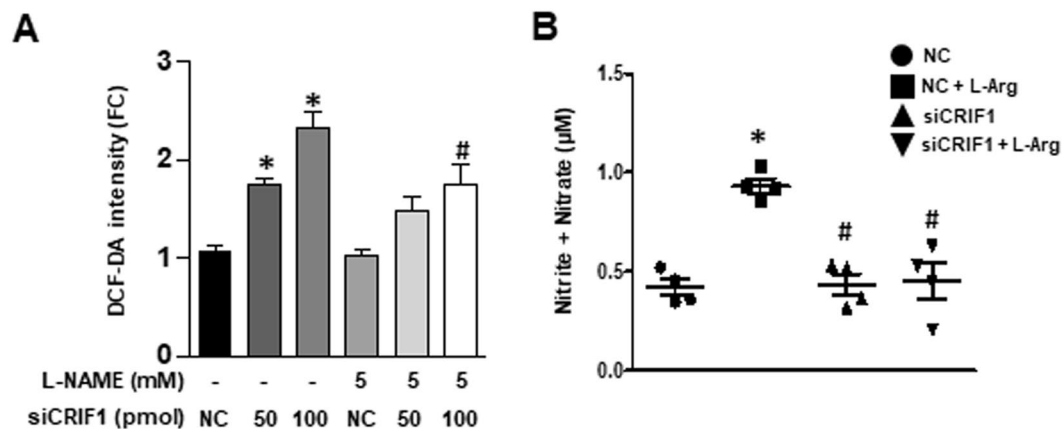 A
DCF-DA intensity (FC)
3
2
1
0
*
*
#
L-NAME (mM) - - - 5 5 5
siCRIF1 (pmol) NC 50 100 NC 50 100
B
NC
NC + L-Arg
siCRIF1
siCRIF1 + L-Arg
Nitrite + Nitrate (μM)
1.5
1.0
0.5
0.0
*
#
#